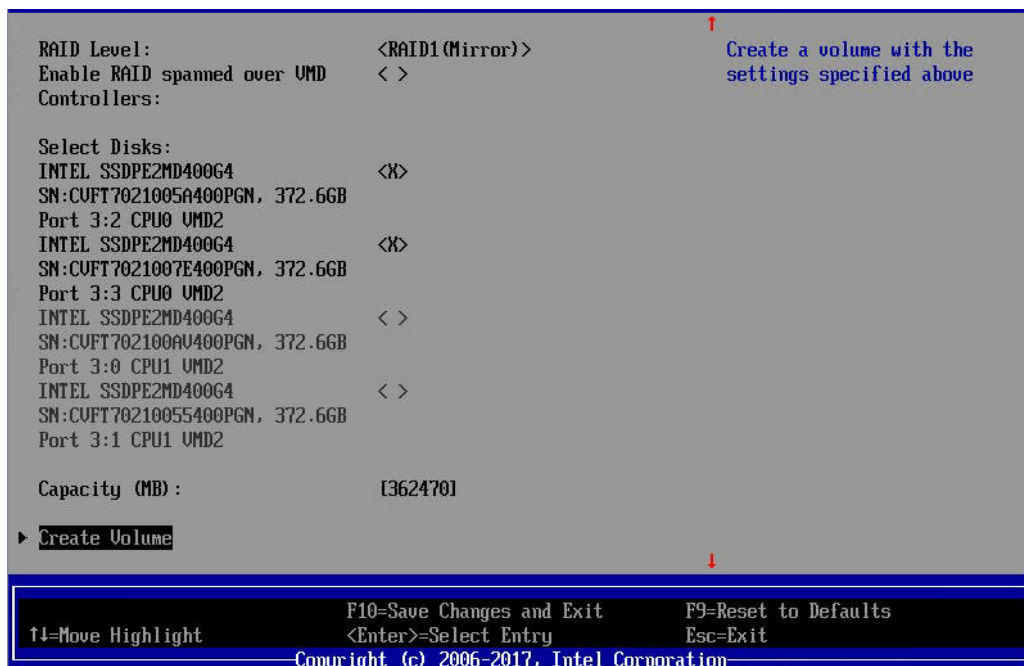 RAID Level: <RAID1(Mirror)> Create a volume with the
Enable RAID spanned over VMD < > settings specified above
Controllers:
Select Disks:
INTEL SSDPE2MD400G4 <X>
SN:CVFT7021005A400PGN, 372.6GB
Port 3:2 CPU0 VMD2
INTEL SSDPE2MD400G4 <X>
SN:CVFT7021007E400PGN, 372.6GB
Port 3:3 CPU0 VMD2
INTEL SSDPE2MD400G4 < >
SN:CVFT702100AV400PGN, 372.6GB
Port 3:0 CPU1 VMD2
INTEL SSDPE2MD400G4 < >
SN:CVFT70210055400PGN, 372.6GB
Port 3:1 CPU1 VMD2
Capacity (MB): [362470]
Create Volume
F10=Save Changes and Exit F9=Reset to Defaults
↑↓=Move Highlight <Enter>=Select Entry Esc=Exit
Copyright (c) 2006-2017, Intel Corporation